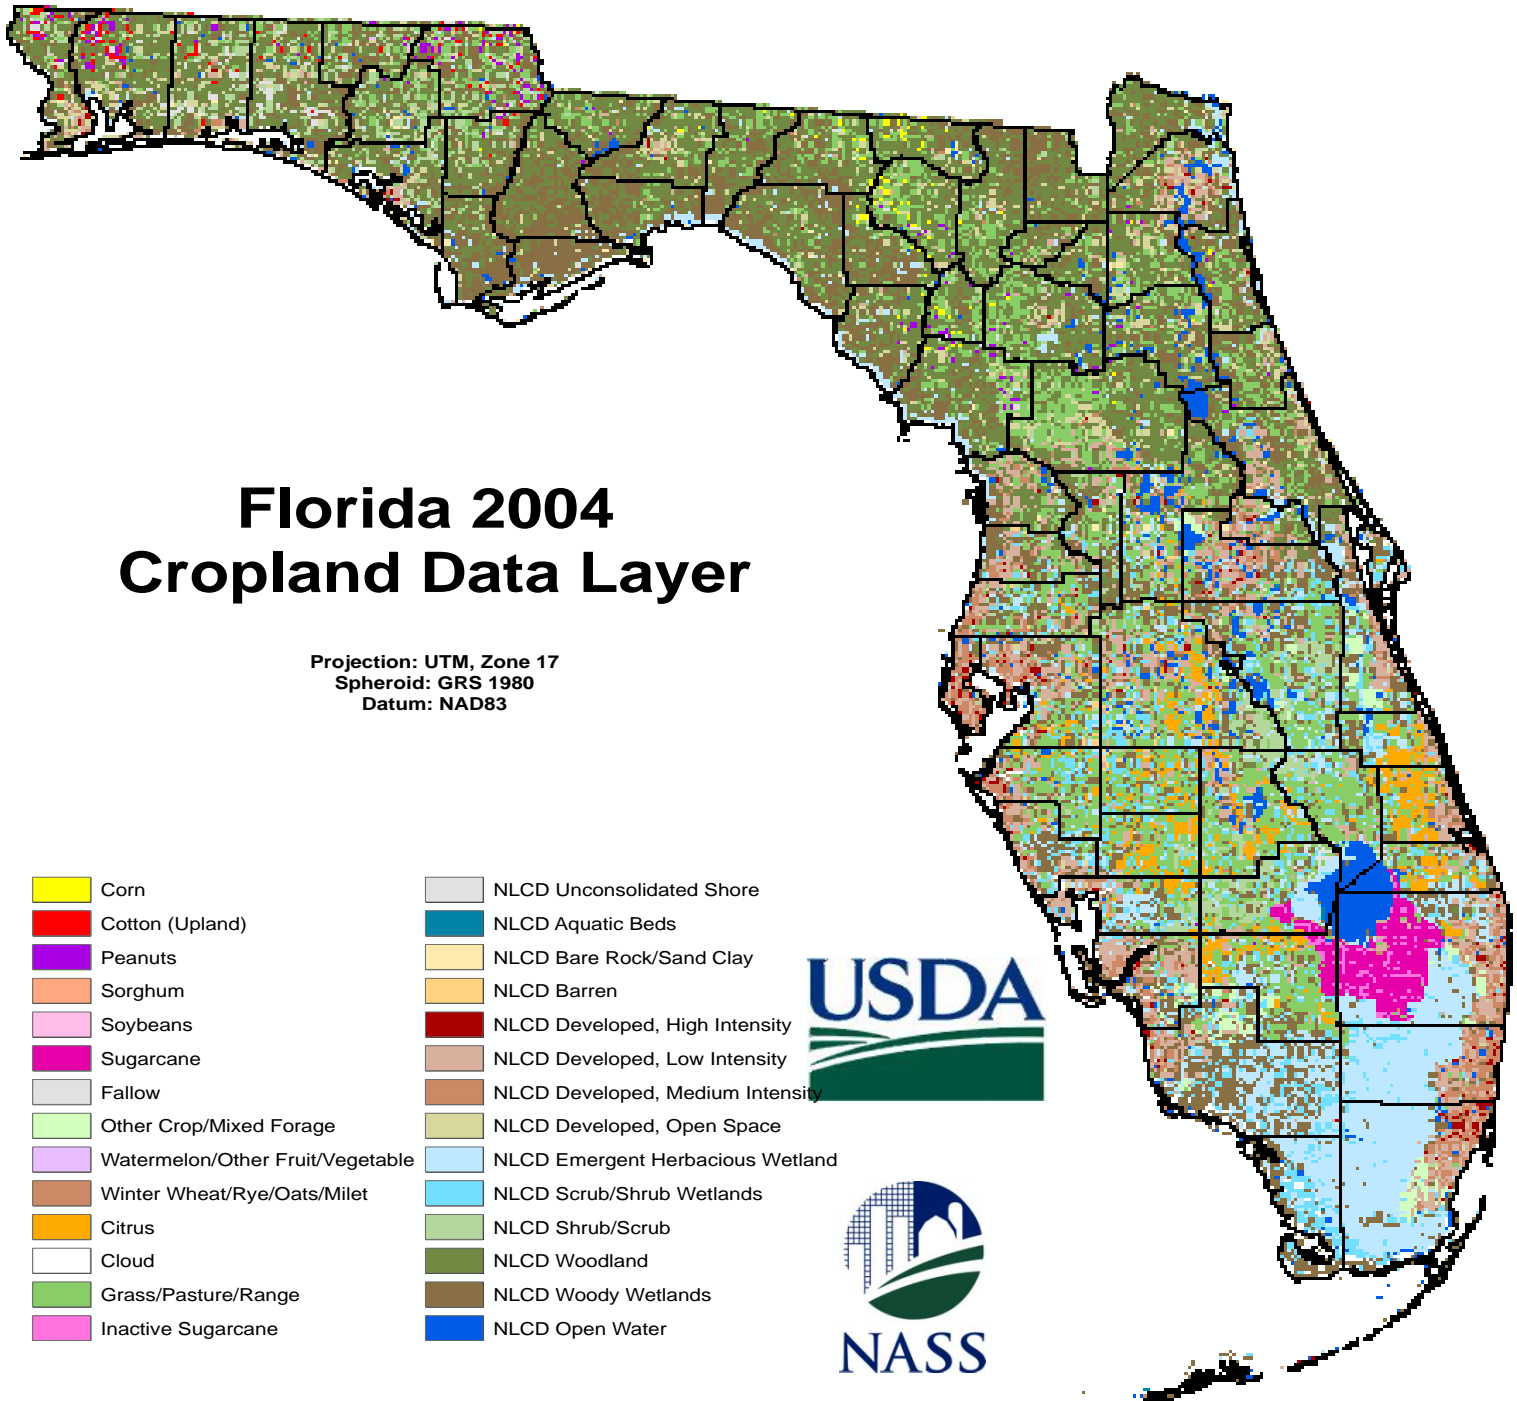 Florida 2004
Cropland Data Layer
Projection: UTM, Zone 17
Spheroid: GRS 1980
Datum: NAD83
Corn
Cotton (Upland)
Peanuts
Sorghum
Soybeans
Sugarcane
Fallow
Other Crop/Mixed Forage
Watermelon/Other Fruit/Vegetable
Winter Wheat/Rye/Oats/Milet
Citrus
Cloud
Grass/Pasture/Range
Inactive Sugarcane
NLCD Unconsolidated Shore
NLCD Aquatic Beds
NLCD Bare Rock/Sand Clay
NLCD Barren
NLCD Developed, High Intensity
NLCD Developed, Low Intensity
NLCD Developed, Medium Intensity
NLCD Developed, Open Space
NLCD Emergent Herbacious Wetland
NLCD Scrub/Shrub Wetlands
NLCD Shrub/Scrub
NLCD Woodland
NLCD Woody Wetlands
NLCD Open Water
USDA
NASS